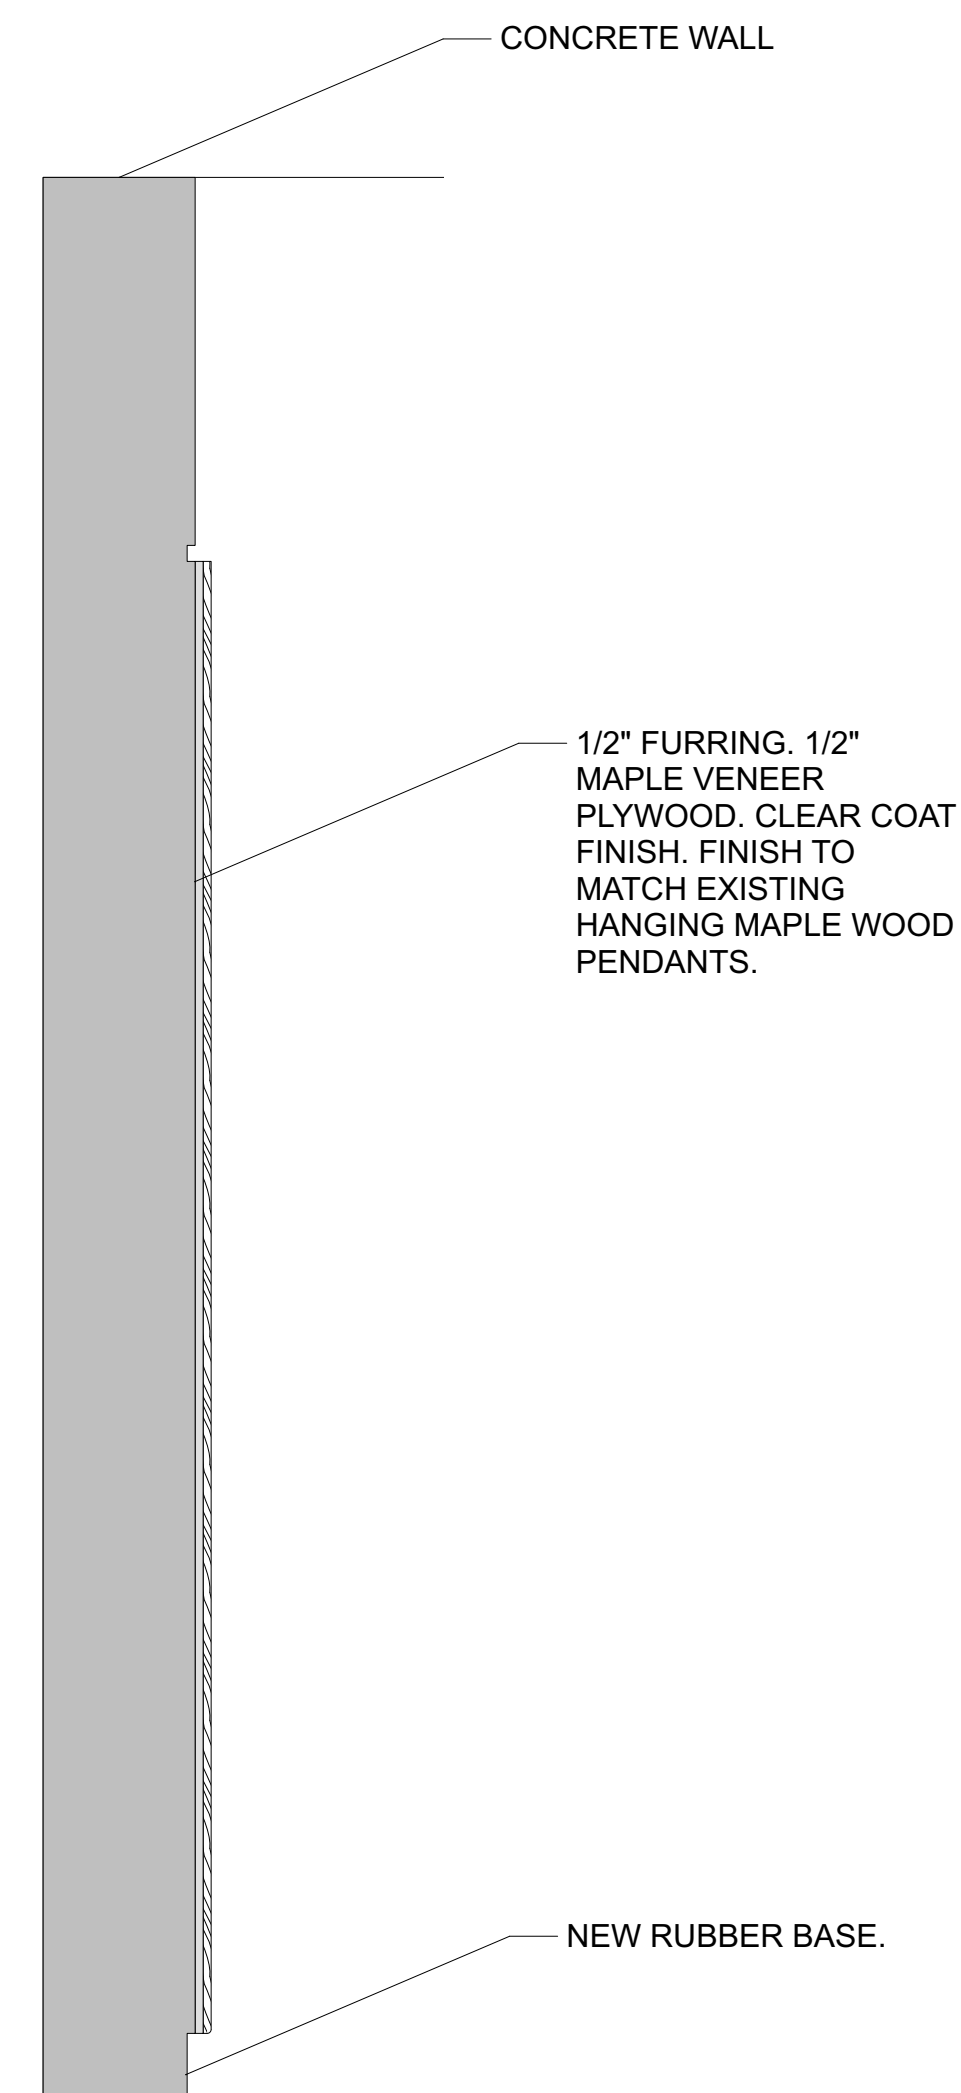 CONCRETE WALL
1/2" FURRING. 1/2"
MAPLE VENEER
PLYWOOD. CLEAR COAT
FINISH. FINISH TO
MATCH EXISTING
HANGING MAPLE WOOD
PENDANTS.
NEW RUBBER BASE.